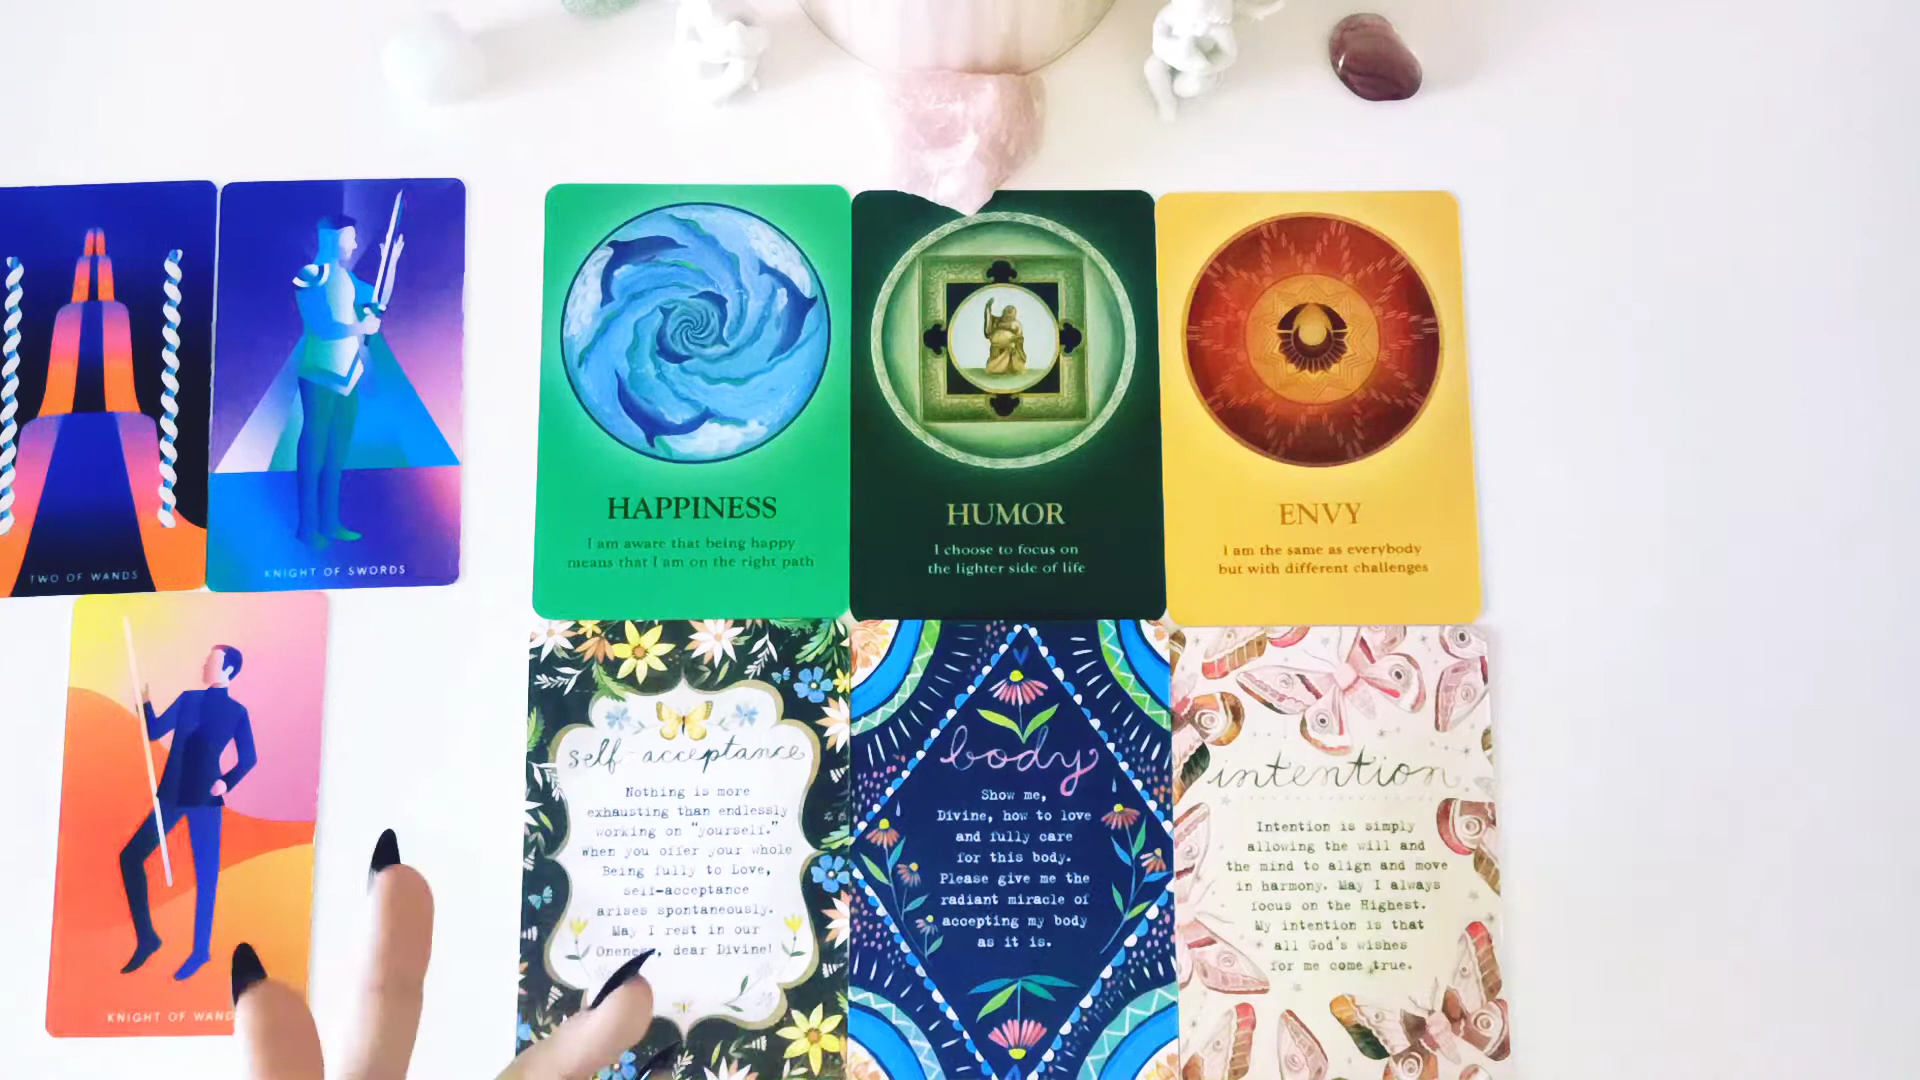 TWO OF WANDS
KNIGHT OF SWORDS
KNIGHT OF WAND
HAPPINESS
I am aware that being happy
means that I am on the right path
HUMOR
I choose to focus on
the lighter side of life
ENVY
I am the same as everybody
but with different challenges
self-acceptance
Nothing is more
exhausting than endlessly
working on "yourself."
When you offer your whole
Being fully to Love,
self-acceptance
arises spontaneously.
May I rest in our
Oneness, dear Divine!
body
Show me,
Divine, how to love
and fully care
for this body.
Please give me the
radiant miracle of
accepting my body
as it is.
intention
Intention is simply
allowing the will and
the mind to align and move
in harmony. May I always
focus on the Highest.
My intention is that
all God's wishes
for me come true.